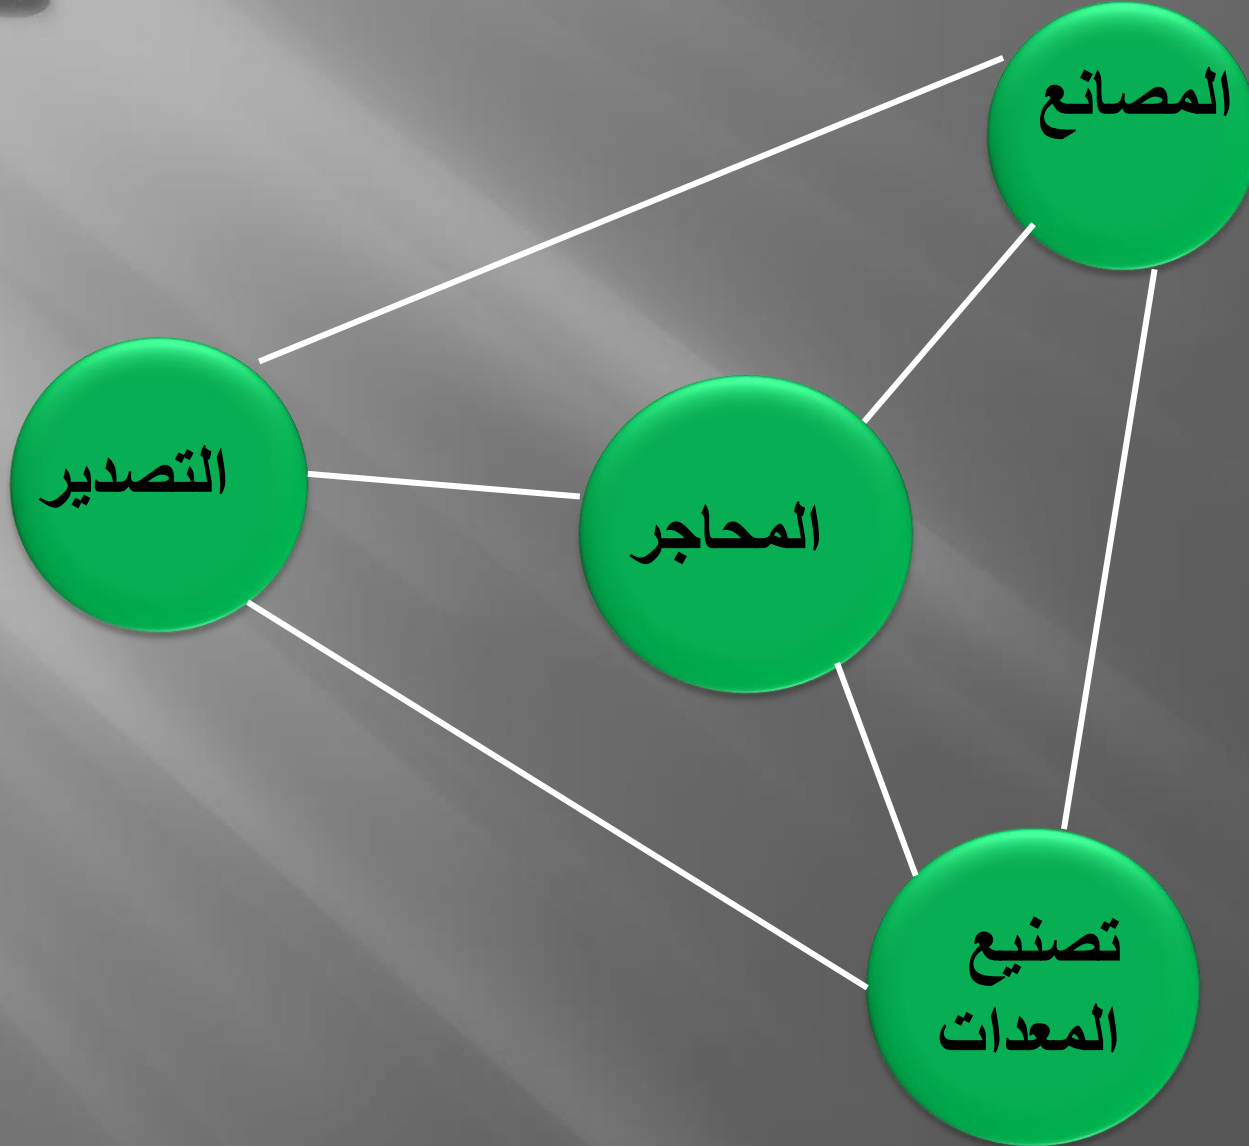 المصانع
التصدير
المحاجر
تصنيع
المعدات